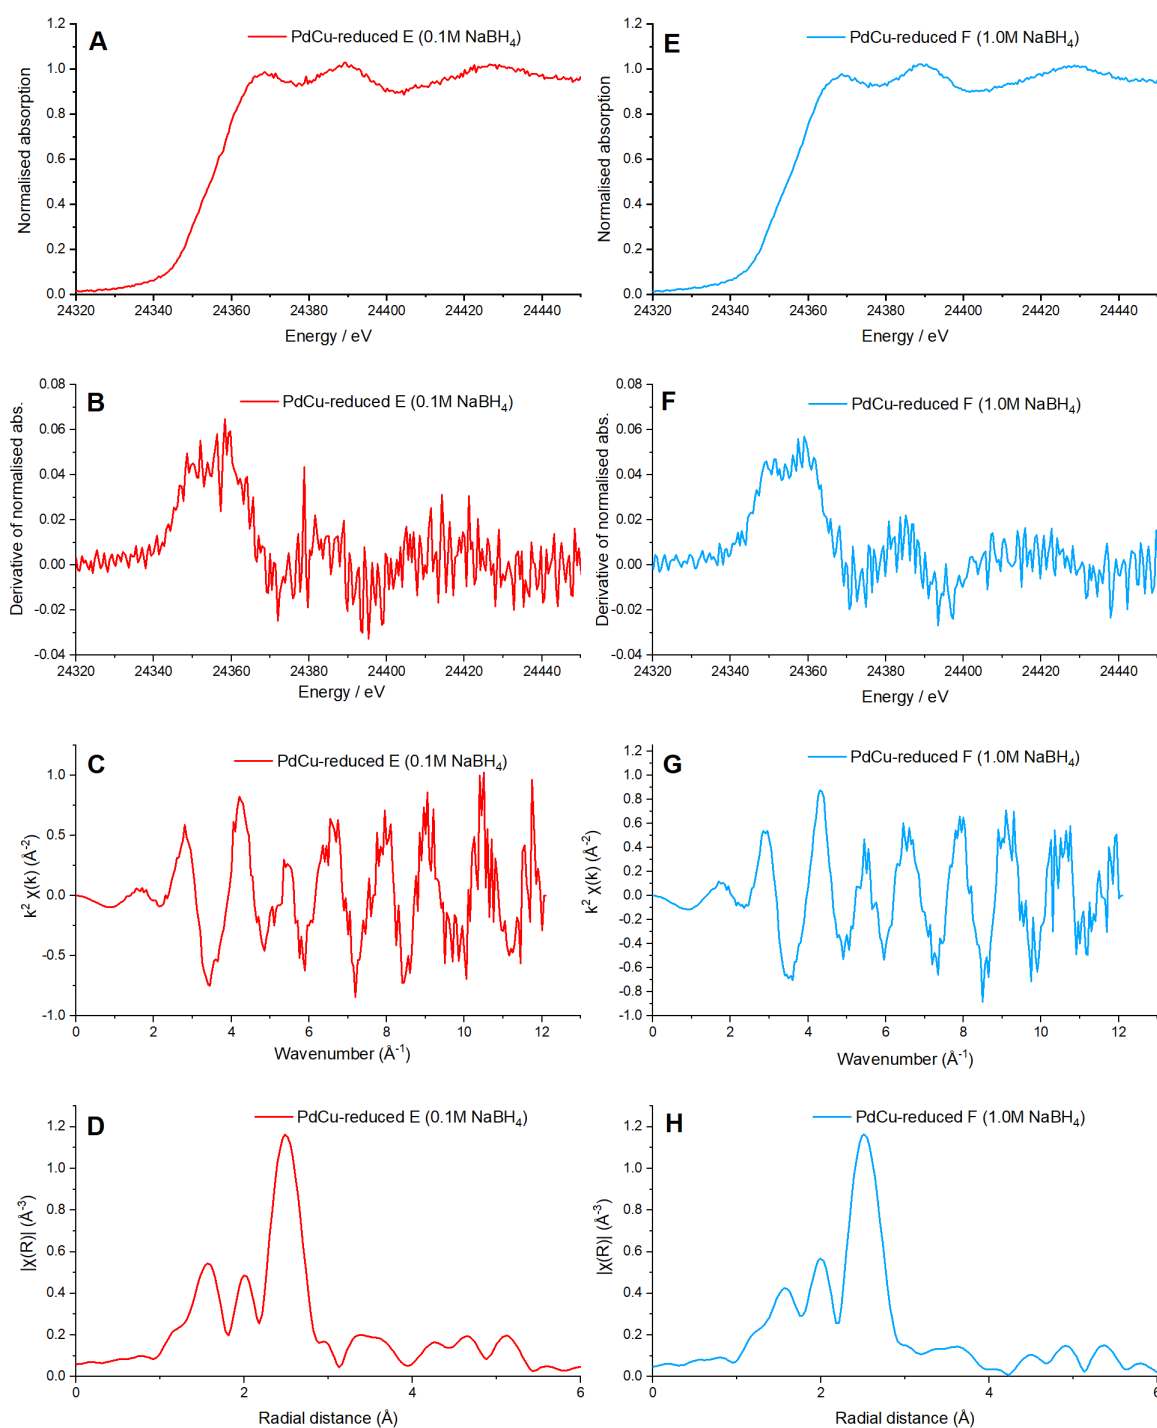 A
PdCu-reduced E (0.1M NaBH₄)
Normalised absorption
1.2
1.0
0.8
0.6
0.4
0.2
0.0
24320 24340 24360 24380 24400 24420 24440
Energy / eV
E
PdCu-reduced F (1.0M NaBH₄)
Normalised absorption
1.2
1.0
0.8
0.6
0.4
0.2
0.0
24320 24340 24360 24380 24400 24420 24440
Energy / eV
B
PdCu-reduced E (0.1M NaBH₄)
Derivative of normalised abs.
0.08
0.06
0.04
0.02
0.00
-0.02
-0.04
24320 24340 24360 24380 24400 24420 24440
Energy / eV
F
PdCu-reduced F (1.0M NaBH₄)
Derivative of normalised abs.
0.08
0.06
0.04
0.02
0.00
-0.02
-0.04
24320 24340 24360 24380 24400 24420 24440
Energy / eV
C
PdCu-reduced E (0.1M NaBH₄)
k² χ(k) (Å⁻²)
1.0
0.5
0.0
-0.5
-1.0
0 2 4 6 8 10 12
Wavenumber (Å⁻¹)
G
PdCu-reduced F (1.0M NaBH₄)
k² χ(k) (Å⁻²)
1.2
1.0
0.8
0.6
0.4
0.2
0.0
-0.2
-0.4
-0.6
-0.8
-1.0
0 2 4 6 8 10 12
Wavenumber (Å⁻¹)
D
PdCu-reduced E (0.1M NaBH₄)
|χ(R)| (Å⁻³)
1.2
1.0
0.8
0.6
0.4
0.2
0.0
0 2 4 6
Radial distance (Å)
H
PdCu-reduced F (1.0M NaBH₄)
|χ(R)| (Å⁻³)
1.2
1.0
0.8
0.6
0.4
0.2
0.0
0 2 4 6
Radial distance (Å)